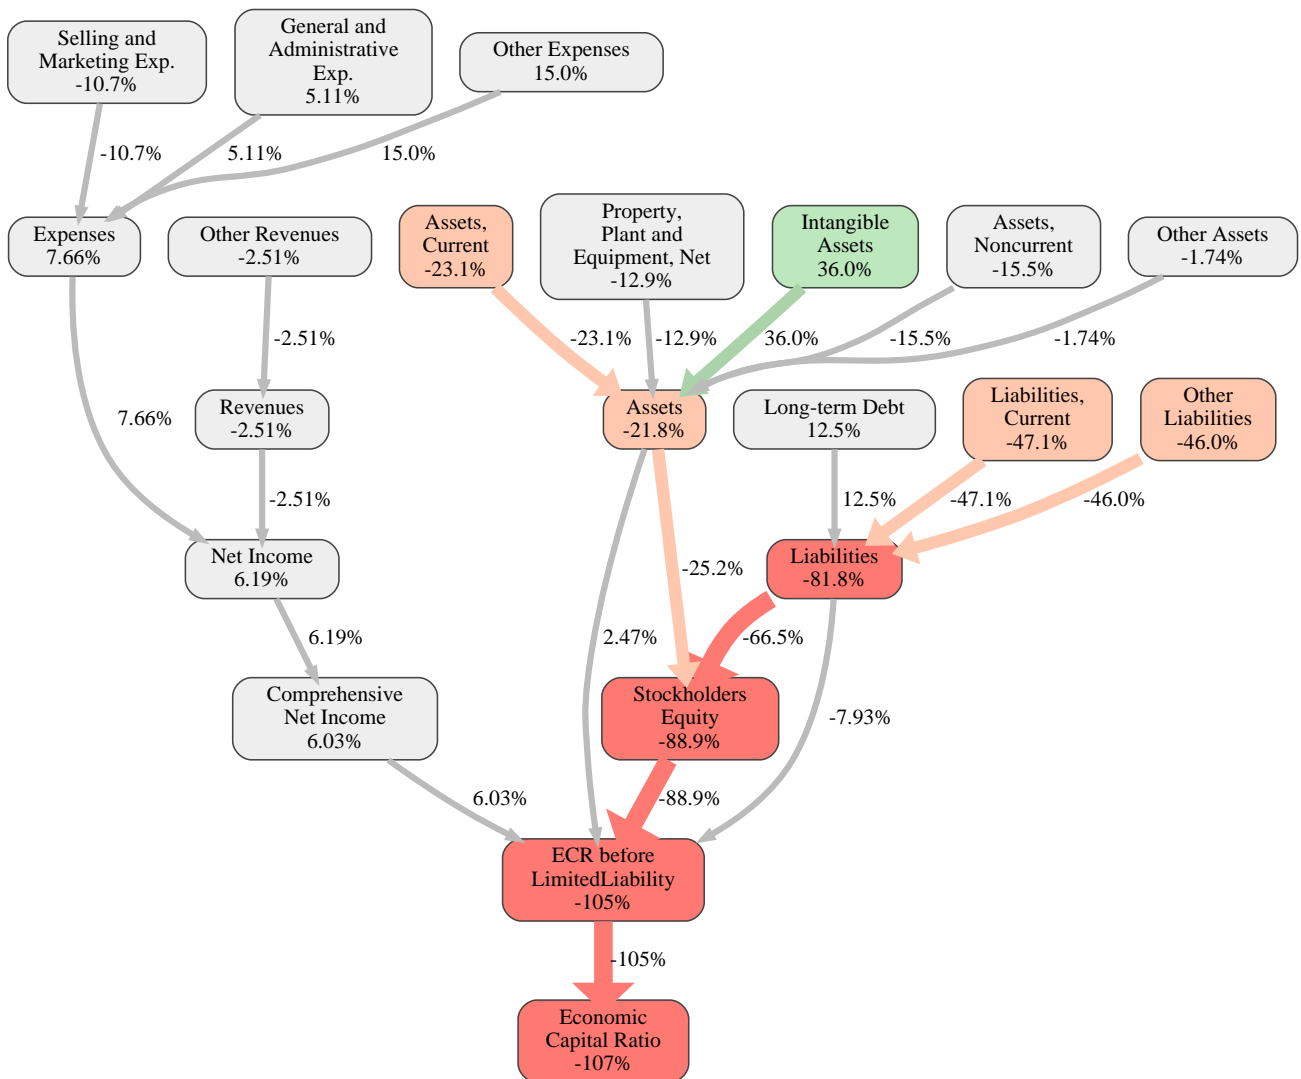 Selling and
Marketing Exp.
-10.7%
General and
Administrative
Exp.
5.11%
Other Expenses
15.0%
-10.7%
5.11%
15.0%
Expenses
7.66%
Other Revenues
-2.51%
Assets,
Current
-23.1%
Property,
Plant and
Equipment, Net
-12.9%
Intangible
Assets
36.0%
Assets,
Noncurrent
-15.5%
Other Assets
-1.74%
-2.51%
-23.1%
-12.9%
36.0%
-15.5%
-1.74%
7.66%
Revenues
-2.51%
Assets
-21.8%
Long-term Debt
12.5%
Liabilities,
Current
-47.1%
Other
Liabilities
-46.0%
-2.51%
12.5%
-47.1%
-46.0%
Net Income
6.19%
-25.2%
Liabilities
-81.8%
6.19%
2.47%
-66.5%
Comprehensive
Net Income
6.03%
Stockholders
Equity
-88.9%
-7.93%
6.03%
-88.9%
ECR before
LimitedLiability
-105%
-105%
Economic
Capital Ratio
-107%